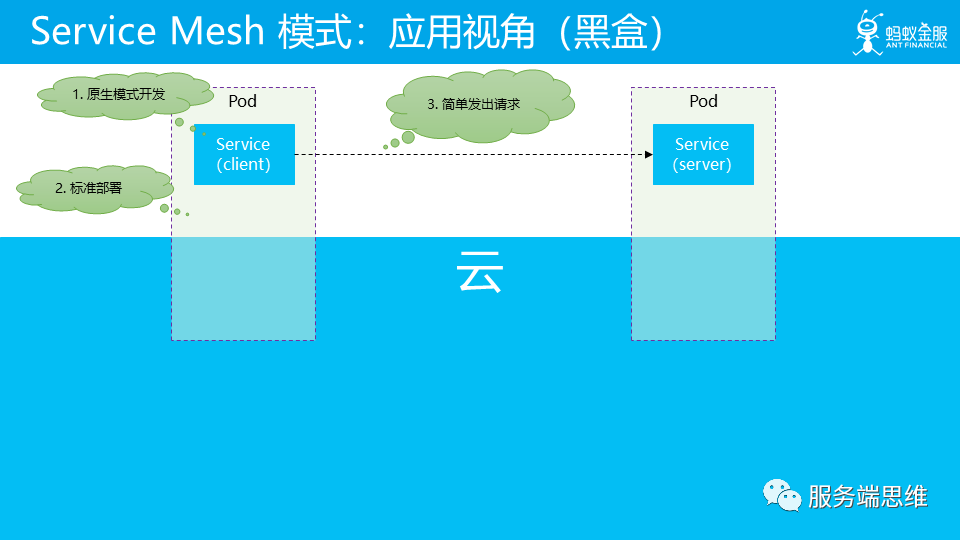 Service Mesh 模式：应用视角（黑盒）
蚂蚁金服
ANT FINANCIAL
1. 原生模式开发
Pod
3. 简单发出请求
Pod
Service
（client）
Service
（server）
2. 标准部署
云
服务端思维